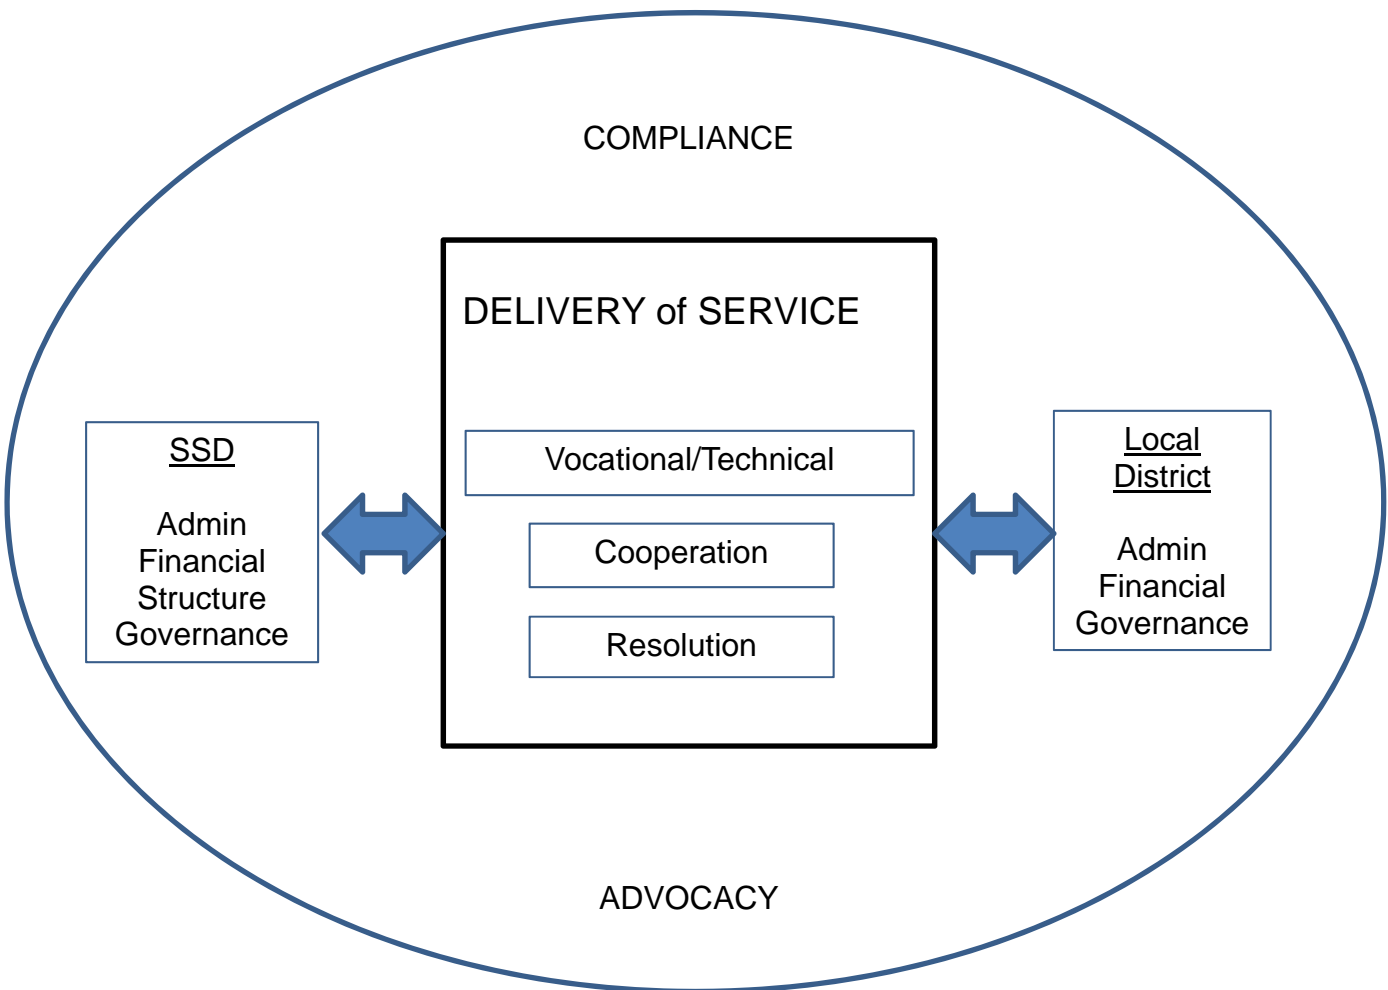 COMPLIANCE
DELIVERY of SERVICE
SSD
Admin
Financial
Structure
Governance
Vocational/Technical
Cooperation
Resolution
Local
District
Admin
Financial
Governance
ADVOCACY